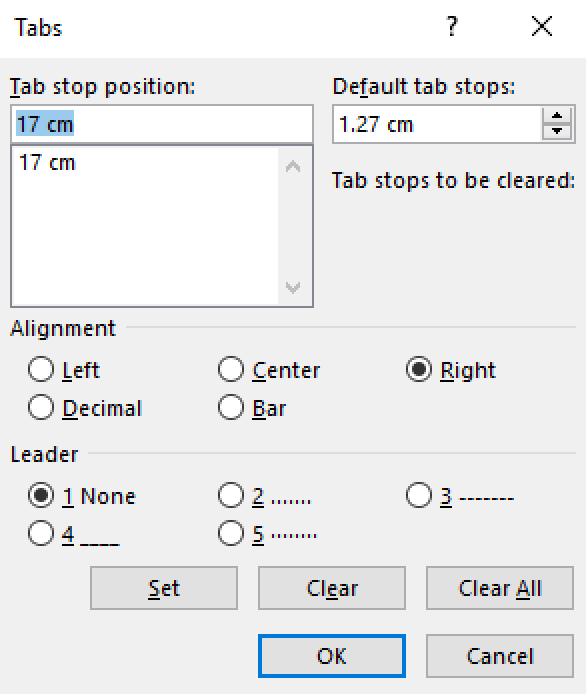 Tabs ?
Tab stop position: Default tab stops:
17 cm 1.27 cm
17 cm
Tab stops to be cleared:
Alignment
Left Center Right
Decimal Bar
Leader
1 None 2 ....... 3 -------
4 ____ 5 ········
Set Clear Clear All
OK Cancel